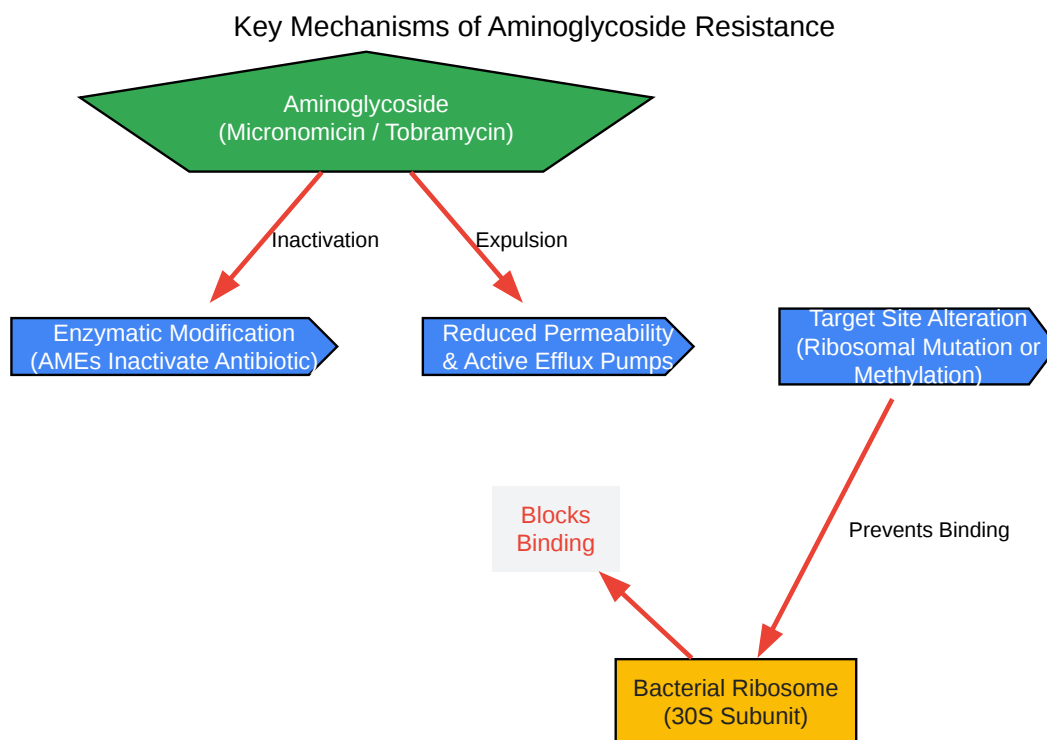 Key Mechanisms of Aminoglycoside Resistance
Aminoglycoside
(Micronomicin / Tobramycin)
Inactivation
Expulsion
Enzymatic Modification
(AMEs Inactivate Antibiotic)
Reduced Permeability
& Active Efflux Pumps
Target Site Alteration
(Ribosomal Mutation or
Methylation)
Blocks
Binding
Prevents Binding
Bacterial Ribosome
(30S Subunit)